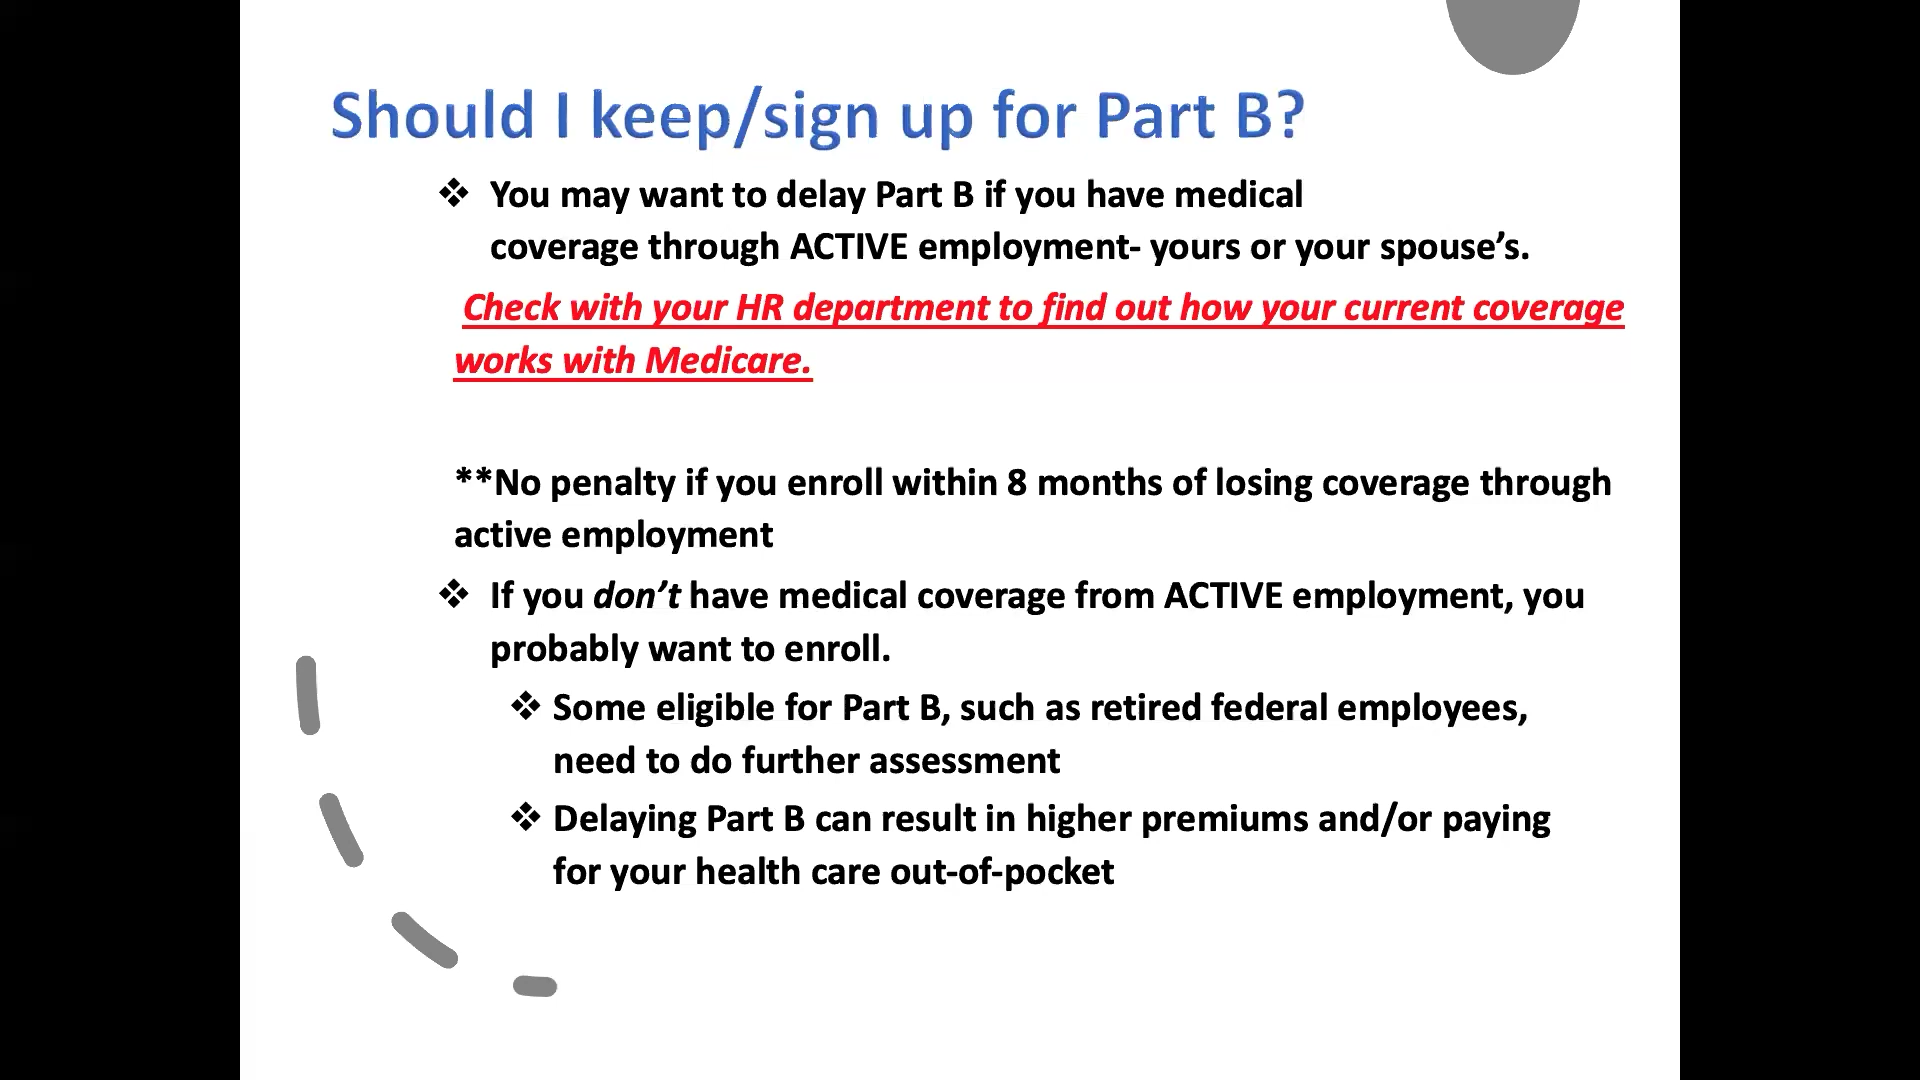 Should I keep/sign up for Part B?
❖ You may want to delay Part B if you have medical
coverage through ACTIVE employment- yours or your spouse’s.
Check with your HR department to find out how your current coverage
works with Medicare.
**No penalty if you enroll within 8 months of losing coverage through
active employment
❖ If you don’t have medical coverage from ACTIVE employment, you
probably want to enroll.
❖ Some eligible for Part B, such as retired federal employees,
need to do further assessment
❖ Delaying Part B can result in higher premiums and/or paying
for your health care out-of-pocket